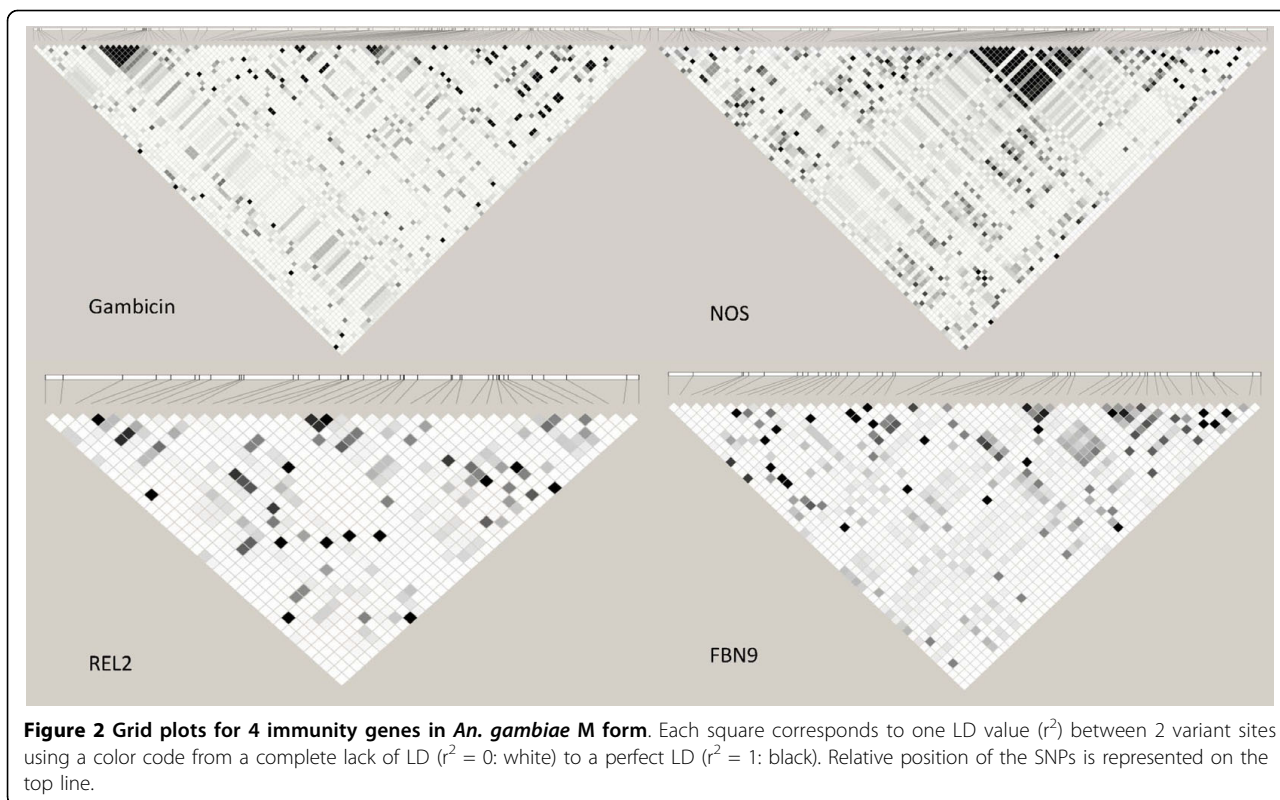 Gambicin
NOS
REL2
FBN9
Figure 2 Grid plots for 4 immunity genes in An. gambiae M form. Each square corresponds to one LD value (r²) between 2 variant sites
using a color code from a complete lack of LD (r² = 0: white) to a perfect LD (r² = 1: black). Relative position of the SNPs is represented on the
top line.